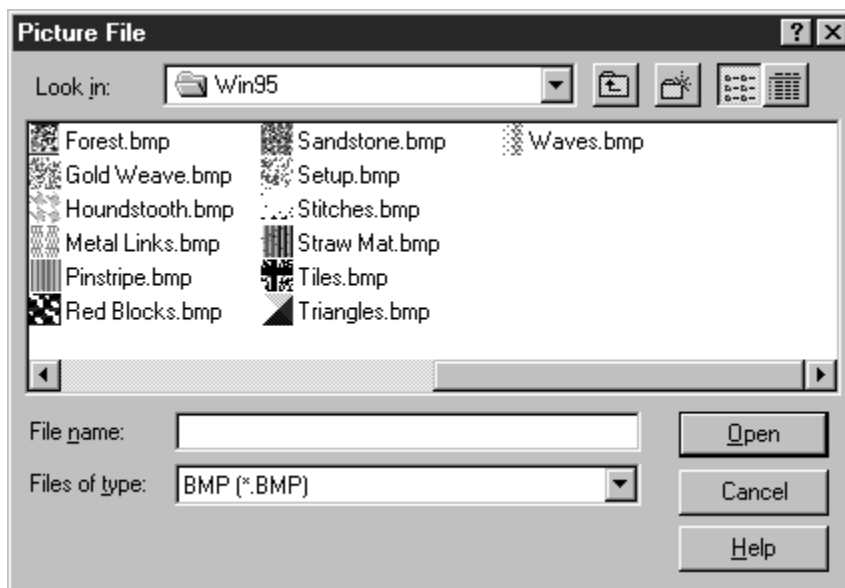 Picture File
Look in: Win95
Forest.bmp Sandstone.bmp Waves.bmp
Gold Weave.bmp Setup.bmp
Houndstooth.bmp Stitches.bmp
Metal Links.bmp Straw Mat.bmp
Pinstripe.bmp Tiles.bmp
Red Blocks.bmp Triangles.bmp
File name: Open
Files of type: BMP (*.BMP) Cancel
Help